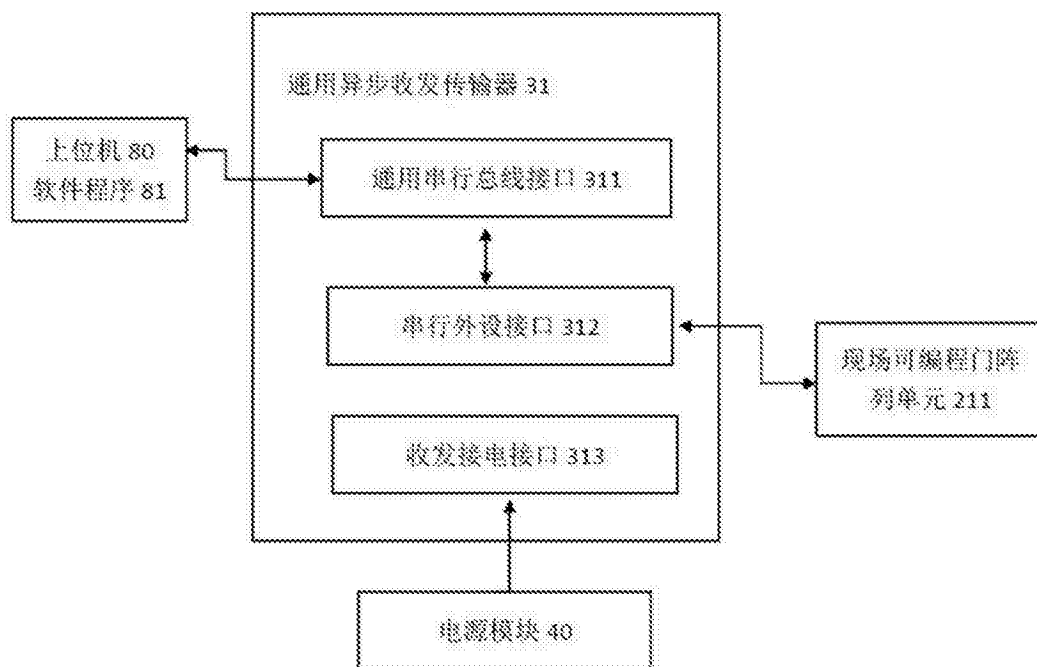 通用异步收发传输器 31
上位机 80
软件程序 81
通用串行总线接口 311
串行外设接口 312
现场可编程门阵
列单元 211
收发接电接口 313
电源模块 40